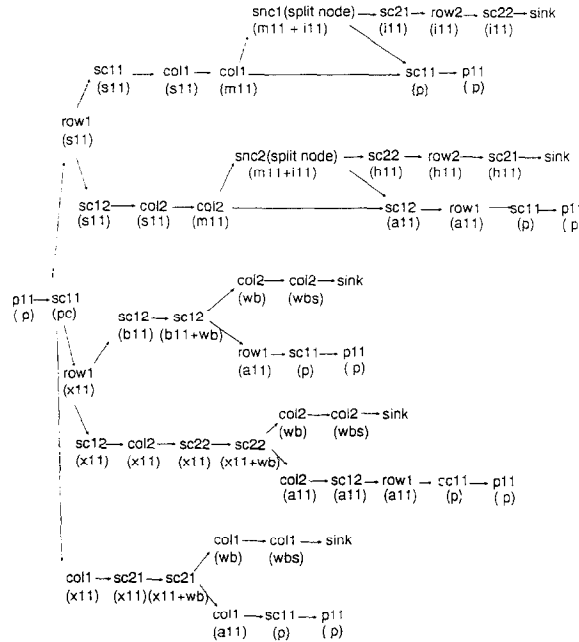 snc1(split node) sc21 row2 sc22 sink
(m11 + i11) (i11) (i11) (i11)
sc11 col1 col1 sc11 p11
(s11) (s11) (m11) (p) (p)
row1
(s11)
snc2(split node) sc22 row2 sc21 sink
(m11+i11) (h11) (h11) (h11)
sc12 col2 col2 sc12 row1 sc11 p11
(s11) (s11) (m11) (a11) (a11) (p) (p
col2 col2 sink
(wb) (wbs)
p11 sc11
(p) (pc)
sc12 sc12
(b11) (b11+wb)
row1 sc11 p11
(a11) (p) (p)
row1
(x11)
col2 col2 sink
(wb) (wbs)
sc12 col2 sc22 sc22
(x11) (x11) (x11) (x11+wb)
col2 sc12 row1 cc11 p11
(a11) (a11) (a11) (p) (p)
col1 col1 sink
(wb) (wbs)
col1 sc21 sc21
(x11) (x11) (x11+wb)
col1 sc11 p11
(a11) (p) (p)